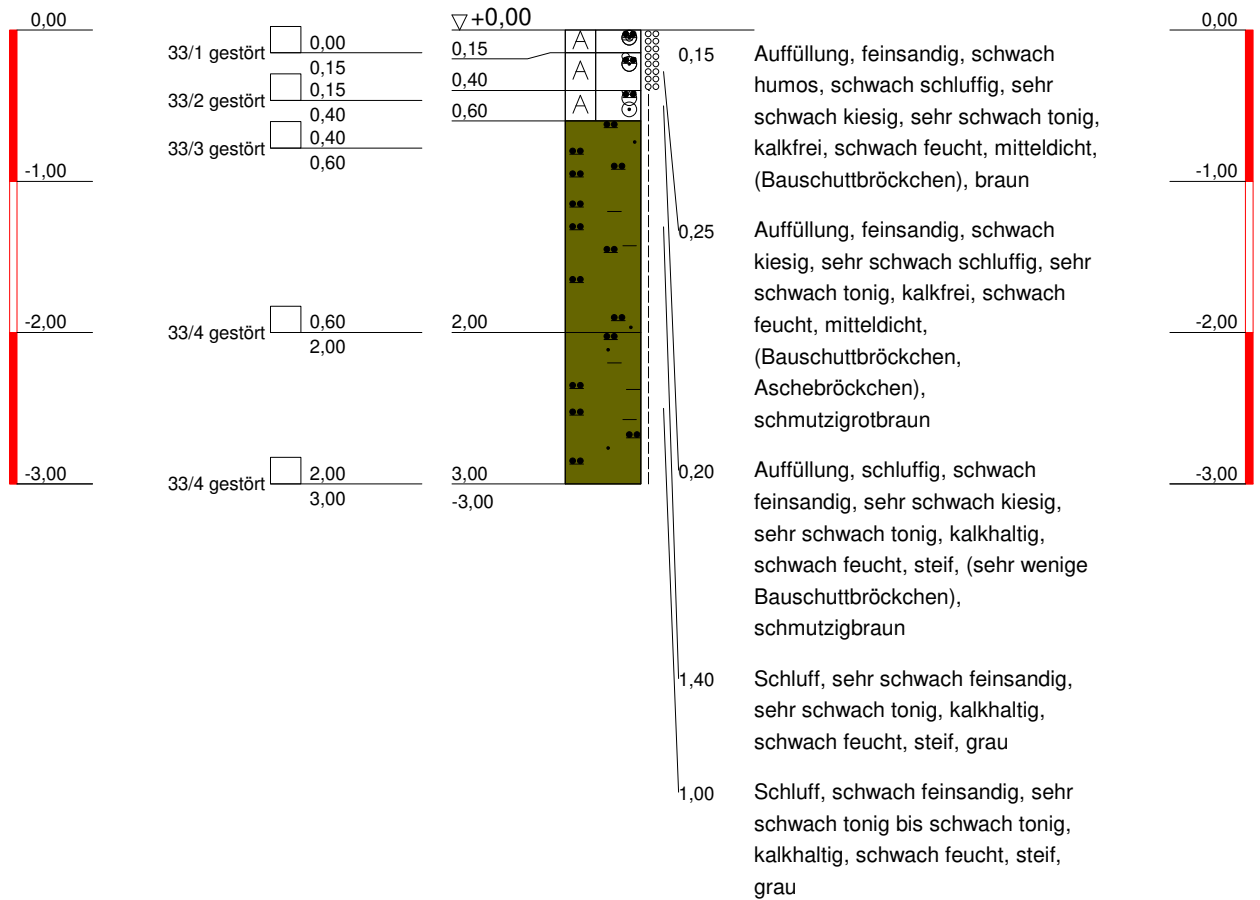 0,00
-1,00
-2,00
-3,00
33/1 gestört
0,00
0,15
33/2 gestört
0,15
0,40
33/3 gestört
0,40
0,60
33/4 gestört
0,60
2,00
33/4 gestört
2,00
3,00
+0,00
0,15
0,40
0,60
2,00
3,00
-3,00
A
A
A
0,15
Auffüllung, feinsandig, schwach
humos, schwach schluffig, sehr
schwach kiesig, sehr schwach tonig,
kalkfrei, schwach feucht, mitteldicht,
(Bauschuttbröckchen), braun
0,25
Auffüllung, feinsandig, schwach
kiesig, sehr schwach schluffig, sehr
schwach tonig, kalkfrei, schwach
feucht, mitteldicht,
(Bauschuttbröckchen,
Aschebröckchen),
schmutzigrotbraun
0,20
Auffüllung, schluffig, schwach
feinsandig, sehr schwach kiesig,
sehr schwach tonig, kalkhaltig,
schwach feucht, steif, (sehr wenige
Bauschuttbröckchen),
schmutzigbraun
1,40
Schluff, sehr schwach feinsandig,
sehr schwach tonig, kalkhaltig,
schwach feucht, steif, grau
1,00
Schluff, schwach feinsandig, sehr
schwach tonig bis schwach tonig,
kalkhaltig, schwach feucht, steif,
grau
0,00
-1,00
-2,00
-3,00